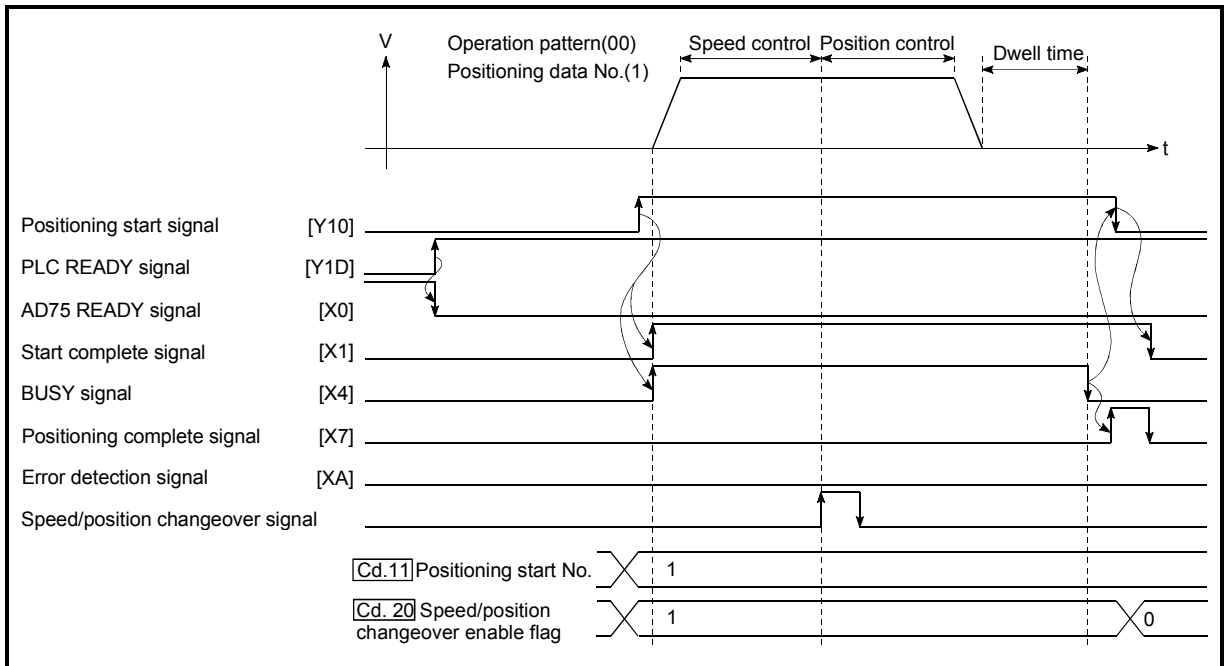 V
Operation pattern(00)
Positioning data No.(1)
Speed control
Position control
Dwell time
t
Positioning start signal [Y10]
PLC READY signal [Y1D]
AD75 READY signal [X0]
Start complete signal [X1]
BUSY signal [X4]
Positioning complete signal [X7]
Error detection signal [XA]
Speed/position changeover signal
Cd.11 Positioning start No. 1
Cd. 20 Speed/position
changeover enable flag 1 0